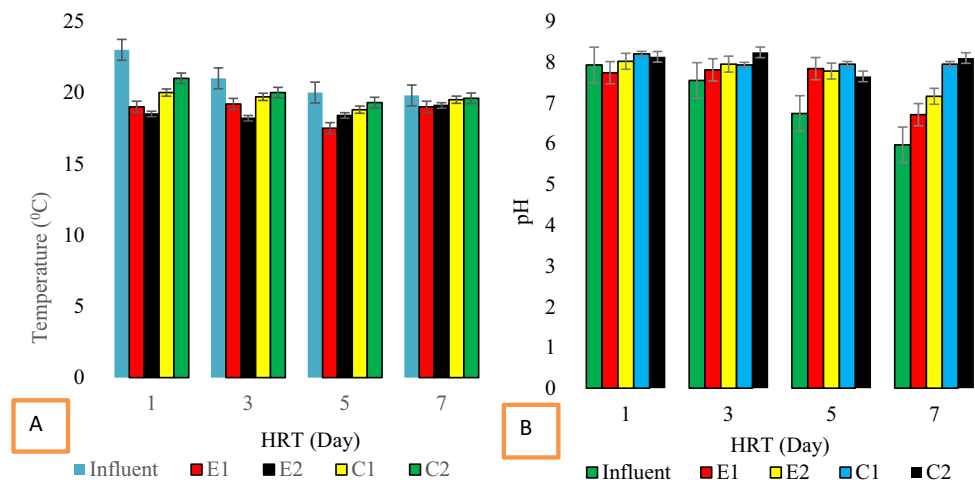 25
20
15
10
5
0
Temperature (⁰C)
1 3 5 7
HRT (Day)
A
Influent E1 E2 C1 C2
9
8
7
6
5
4
3
2
1
0
pH
1 3 5 7
HRT (Day)
B
Influent E1 E2 C1 C2